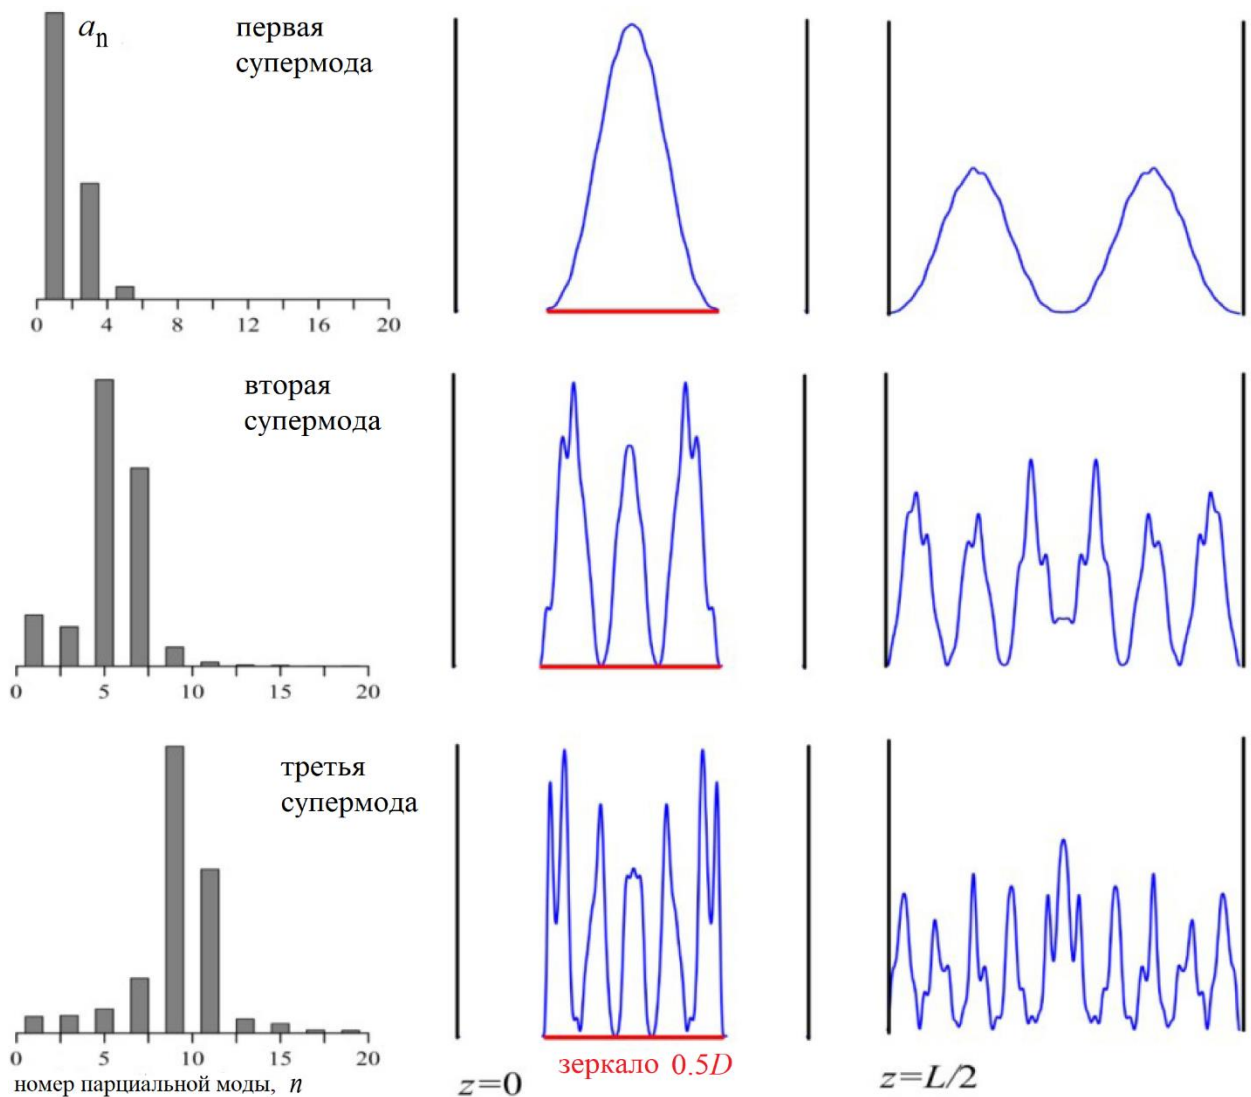 a_n
первая
супермода
0 4 8 12 16 20
вторая
супермода
0 5 10 15 20
третья
супермода
0 5 10 15 20
номер парциальной моды, n
z=0
зеркало 0.5D
z=L/2